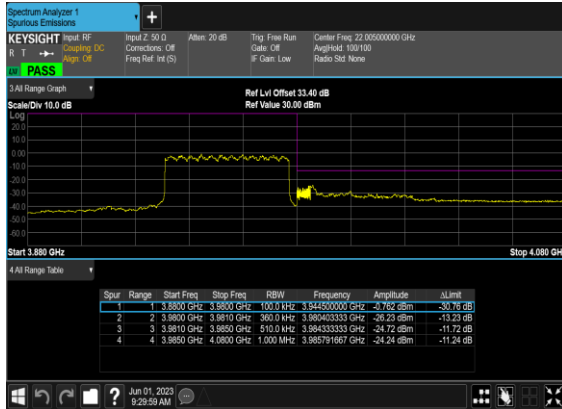 Spectrum Analyzer 1
Spurious Emissions
+
KEYSIGHT Input: RF Input Z: 50 Ω Atten: 20 dB Trig: Free Run Center Freq: 22.005000000 GHz
R T Coupling: DC Corrections: Off Gate: Off Avg|Hold: 100/100
Align: Off Freq Ref: Int (S) IF Gain: Low Radio Std: None
PASS
3 All Range Graph
Ref Lvl Offset 33.40 dB
Scale/Div 10.0 dB Ref Value 30.00 dBm
Log
20.0
10.0
0.00
-10.0
-20.0
-30.0
-40.0
-50.0
-60.0
Start 3.880 GHz Stop 4.080 GH
4 All Range Table
Spur Range Start Freq Stop Freq RBW Frequency Amplitude ΔLimit
1 1 3.8800 GHz 3.9800 GHz 100.0 kHz 3.944500000 GHz -0.762 dBm -30.76 dB
2 2 3.9800 GHz 3.9810 GHz 360.0 kHz 3.980403333 GHz -26.23 dBm -13.23 dB
3 3 3.9810 GHz 3.9850 GHz 510.0 kHz 3.984333333 GHz -24.72 dBm -11.72 dB
4 4 3.9850 GHz 4.0800 GHz 1.000 MHz 3.985791667 GHz -24.24 dBm -11.24 dB
? Jun 01, 2023
9:29:59 AM